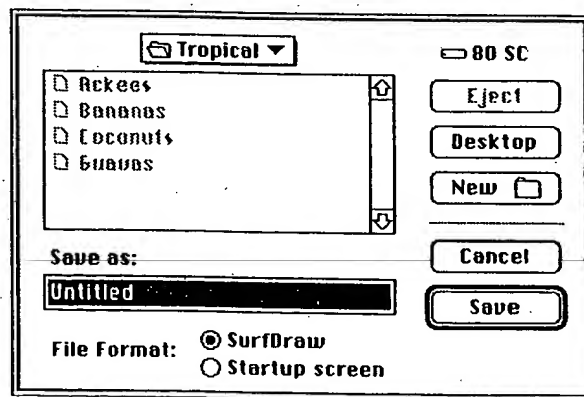 Tropical
80 SC
Ackees
Bananas
Coconuts
Guavas
Eject
Desktop
New
Save as:
Untitled
Cancel
Save
File Format:
SurfDraw
Startup screen